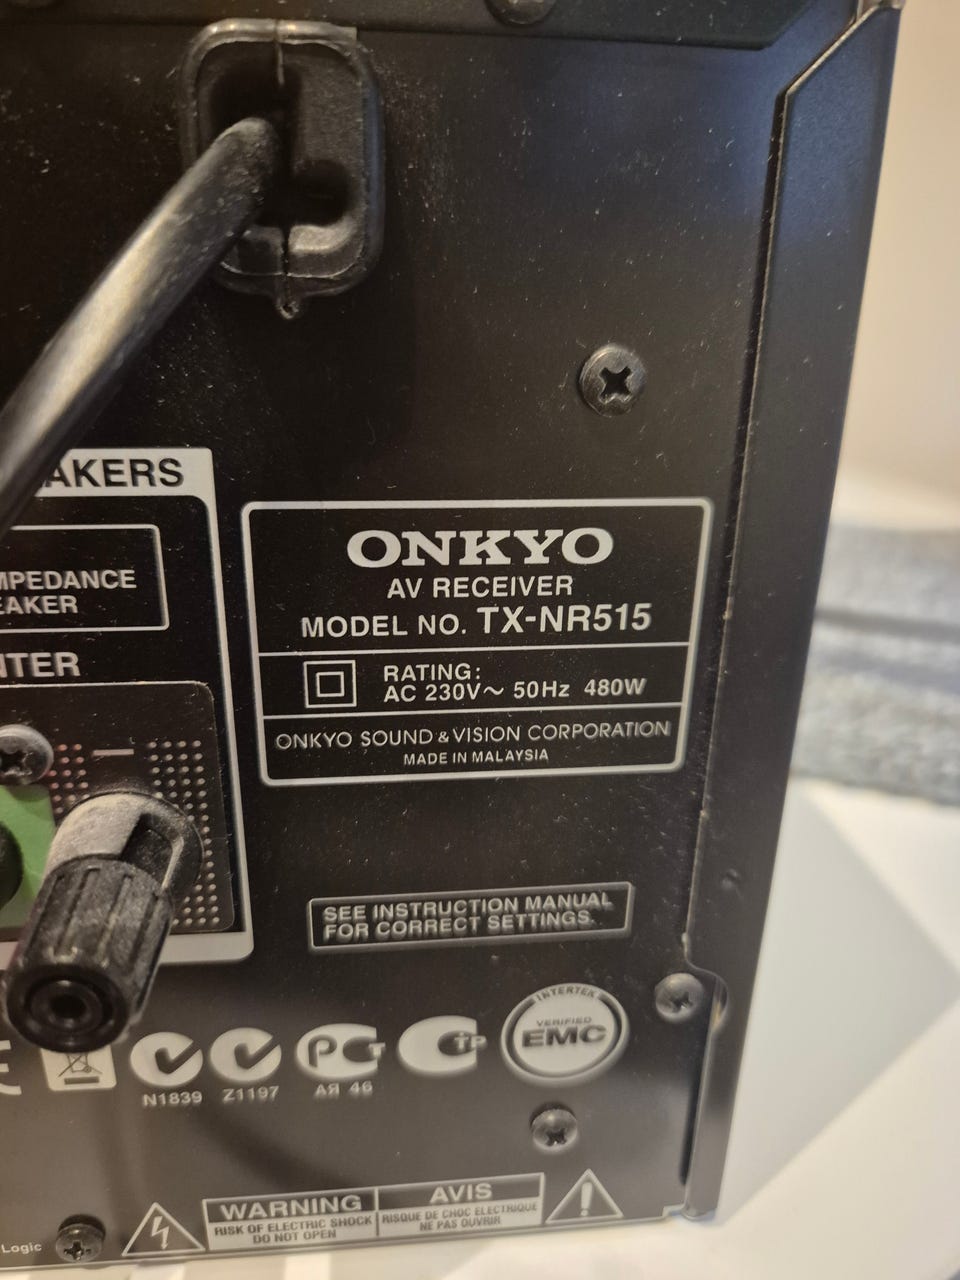 AKERS
MPEDANCE
EAKER
NTER
ONKYO
AV RECEIVER
MODEL NO. TX-NR515
RATING:
AC 230V~ 50Hz 480W
ONKYO SOUND & VISION CORPORATION
MADE IN MALAYSIA
SEE INSTRUCTION MANUAL
FOR CORRECT SETTINGS.
INTERTEK
VERIFIED
EMC
N1839
Z1197
АЯ 46
WARNING
RISK OF ELECTRIC SHOCK
DO NOT OPEN
AVIS
RISQUE DE CHOC ELECTRIQUE
NE PAS OUVRIR
Logic